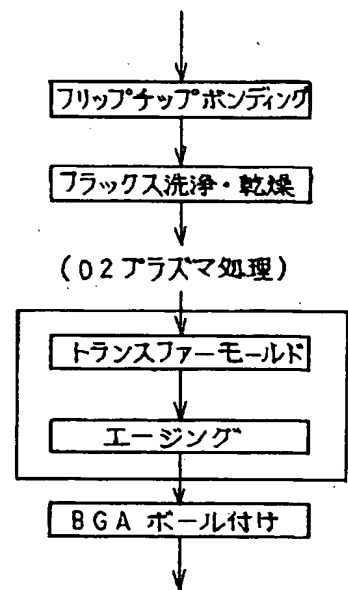 フリップチップボンディング
フラックス洗浄・乾燥
(O2プラズマ処理)
トランスファーモールド
エージング
BGA ボール付け